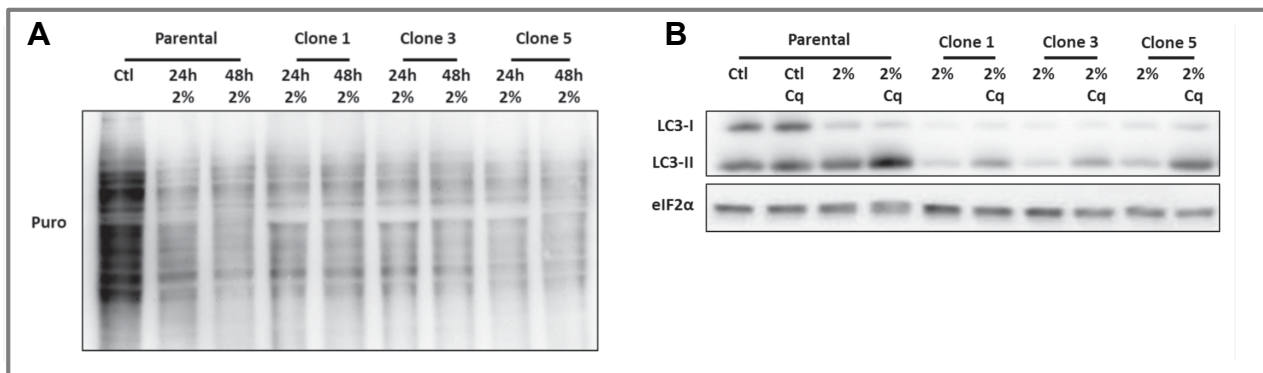 A
Parental Clone 1 Clone 3 Clone 5
Ctl 24h 48h 24h 48h 24h 48h 24h 48h
2% 2% 2% 2% 2% 2% 2% 2%
Puro
B
Parental Clone 1 Clone 3 Clone 5
Ctl Ctl 2% 2% 2% 2% 2% 2% 2% 2%
Cq Cq Cq Cq Cq
LC3-I
LC3-II
eIF2α